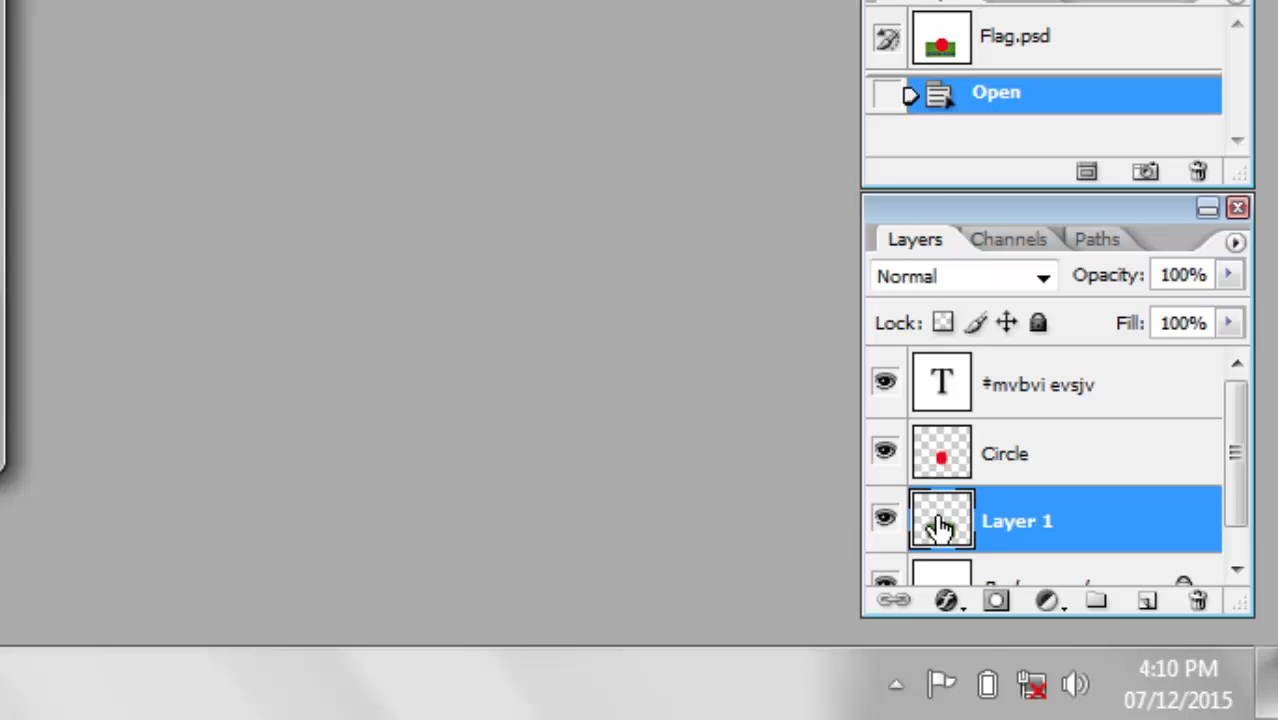 Flag.psd
Open
Layers Channels Paths
Normal Opacity: 100%
Lock: Fill: 100%
T
#mvbvi evsjv
Circle
Layer 1
4:10 PM
07/12/2015